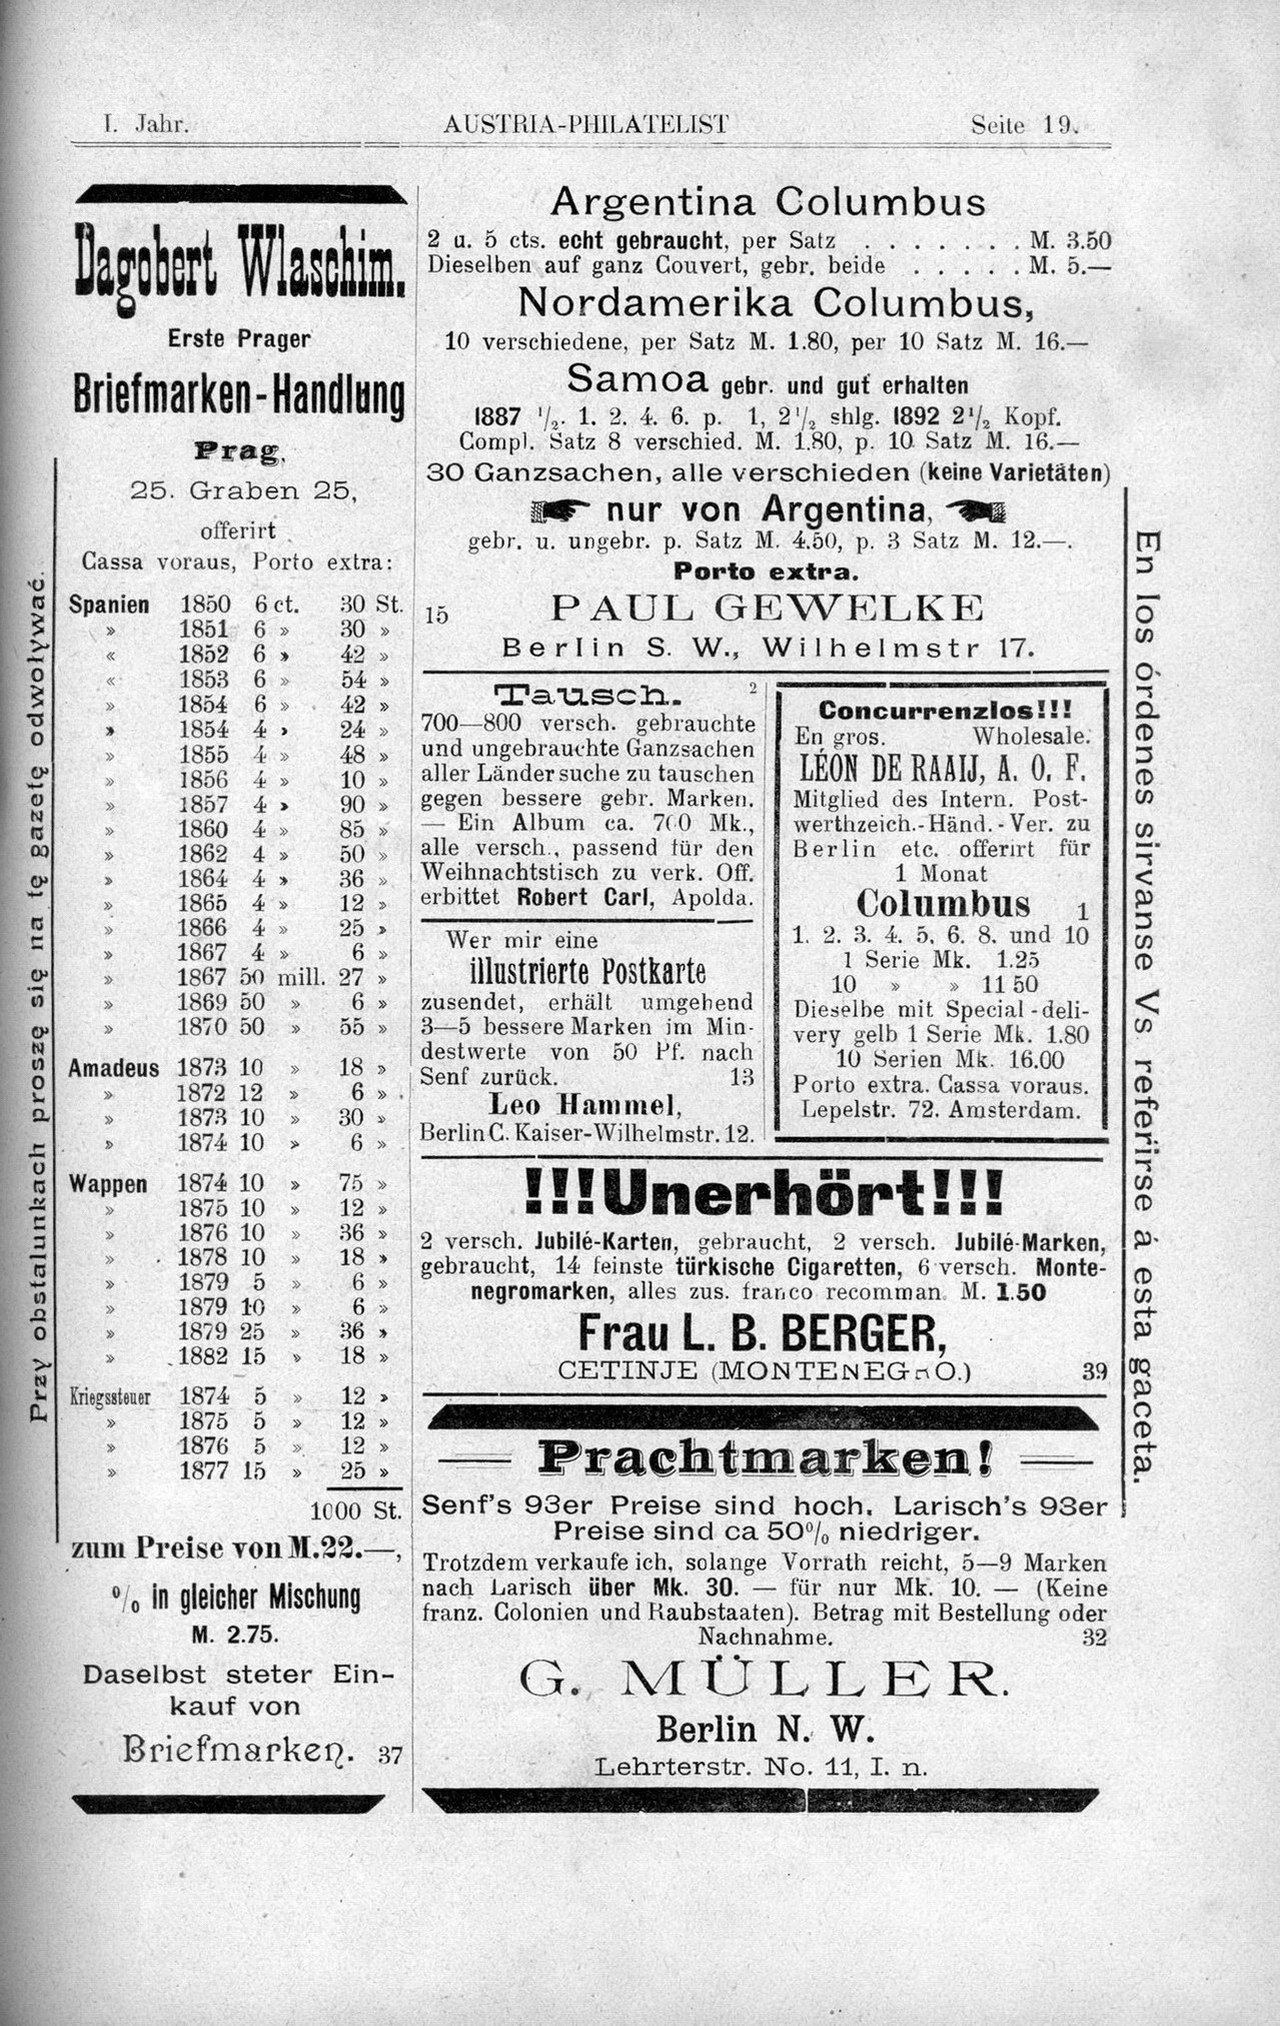 I. Jahr. AUSTRIA-PHILATELIST Seite 19.
Przy obstalunkach proszę się na tę gazetę odwoływać.
Dagobert Wlaschim.
Erste Prager
Briefmarken-Handlung
Prag,
25. Graben 25,
offerirt
Cassa voraus, Porto extra:
Spanien 1850 6 ct. 30 St.
» 1851 6 » 30 »
« 1852 6 » 42 »
« 1853 6 » 54 »
» 1854 6 » 42 »
» 1854 4 » 24 »
» 1855 4 » 48 »
» 1856 4 » 10 »
» 1857 4 » 90 »
» 1860 4 » 85 »
» 1862 4 » 50 »
» 1864 4 » 36 »
» 1865 4 » 12 »
» 1866 4 » 25 »
» 1867 4 » 6 »
» 1867 50 mill. 27 »
» 1869 50 » 6 »
» 1870 50 » 55 »
Amadeus 1873 10 » 18 »
» 1872 12 » 6 »
» 1873 10 » 30 »
» 1874 10 » 6 »
Wappen 1874 10 » 75 »
» 1875 10 » 12 »
» 1876 10 » 36 »
» 1878 10 » 18 »
» 1879 5 » 6 »
» 1879 10 » 6 »
» 1879 25 » 36 »
» 1882 15 » 18 »
Kriegssteuer 1874 5 » 12 »
» 1875 5 » 12 »
» 1876 5 » 12 »
» 1877 15 » 25 »
1000 St.
zum Preise von M.22.—,
% in gleicher Mischung
M. 2.75.
Daselbst steter Ein-
kauf von
Briefmarken. 37
Argentina Columbus
2 u. 5 cts. echt gebraucht, per Satz . . . . . . . M. 3.50
Dieselben auf ganz Couvert, gebr. beide . . . . . M. 5.—
Nordamerika Columbus,
10 verschiedene, per Satz M. 1.80, per 10 Satz M. 16.—
Samoa gebr. und gut erhalten
1887 1/2. 1. 2. 4. 6. p. 1, 2 1/2 shlg. 1892 2 1/2 Kopf.
Compl. Satz 8 verschied. M. 1.80, p. 10 Satz M. 16.—
30 Ganzsachen, alle verschieden (keine Varietäten)
nur von Argentina,
gebr. u. ungebr. p. Satz M. 4.50, p. 3 Satz M. 12.—.
Porto extra.
15 PAUL GEWELKE
Berlin S. W., Wilhelmstr 17.
Tausch. 2
700—800 versch. gebrauchte
und ungebrauchte Ganzsachen
aller Länder suche zu tauschen
gegen bessere gebr. Marken.
— Ein Album ca. 700 Mk.,
alle versch., passend für den
Weihnachtstisch zu verk. Off.
erbittet Robert Carl, Apolda.
Wer mir eine
illustrierte Postkarte
zusendet, erhält umgehend
3—5 bessere Marken im Min-
destwerte von 50 Pf. nach
Senf zurück. 13
Leo Hammel,
Berlin C. Kaiser-Wilhelmstr. 12.
Concurrenzlos!!!
En gros. Wholesale.
LÉON DE RAAIJ, A. O. F.
Mitglied des Intern. Post-
werthzeich.-Händ.-Ver. zu
Berlin etc. offerirt für
1 Monat
Columbus 1
1. 2. 3. 4. 5. 6. 8. und 10
1 Serie Mk. 1.25
10 » » 11 50
Dieselbe mit Special-deli-
very gelb 1 Serie Mk. 1.80
10 Serien Mk. 16.00
Porto extra. Cassa voraus.
Lepelstr. 72. Amsterdam.
!!!Unerhört!!!
2 versch. Jubilé-Karten, gebraucht, 2 versch. Jubilé-Marken,
gebraucht, 14 feinste türkische Cigaretten, 6 versch. Monte-
negromarken, alles zus. franco recomman. M. 1.50
Frau L. B. BERGER,
CETINJE (MONTENEGRO.) 39
— Prachtmarken! —
Senf's 93er Preise sind hoch, Larisch's 93er
Preise sind ca 50% niedriger.
Trotzdem verkaufe ich, solange Vorrath reicht, 5—9 Marken
nach Larisch über Mk. 30. — für nur Mk. 10. — (Keine
franz. Colonien und Raubstaaten). Betrag mit Bestellung oder
Nachnahme. 32
G. MÜLLER.
Berlin N. W.
Lehrterstr. No. 11, I. n.
En los órdenes sirvanse Vs. referirse á esta gaceta.